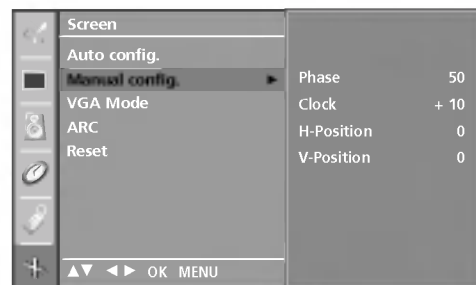 Screen
Auto config.
Manual config.
VGA Mode
ARC
Reset
Phase 50
Clock + 10
H-Position 0
V-Position 0
▲▼ ◄► OK MENU